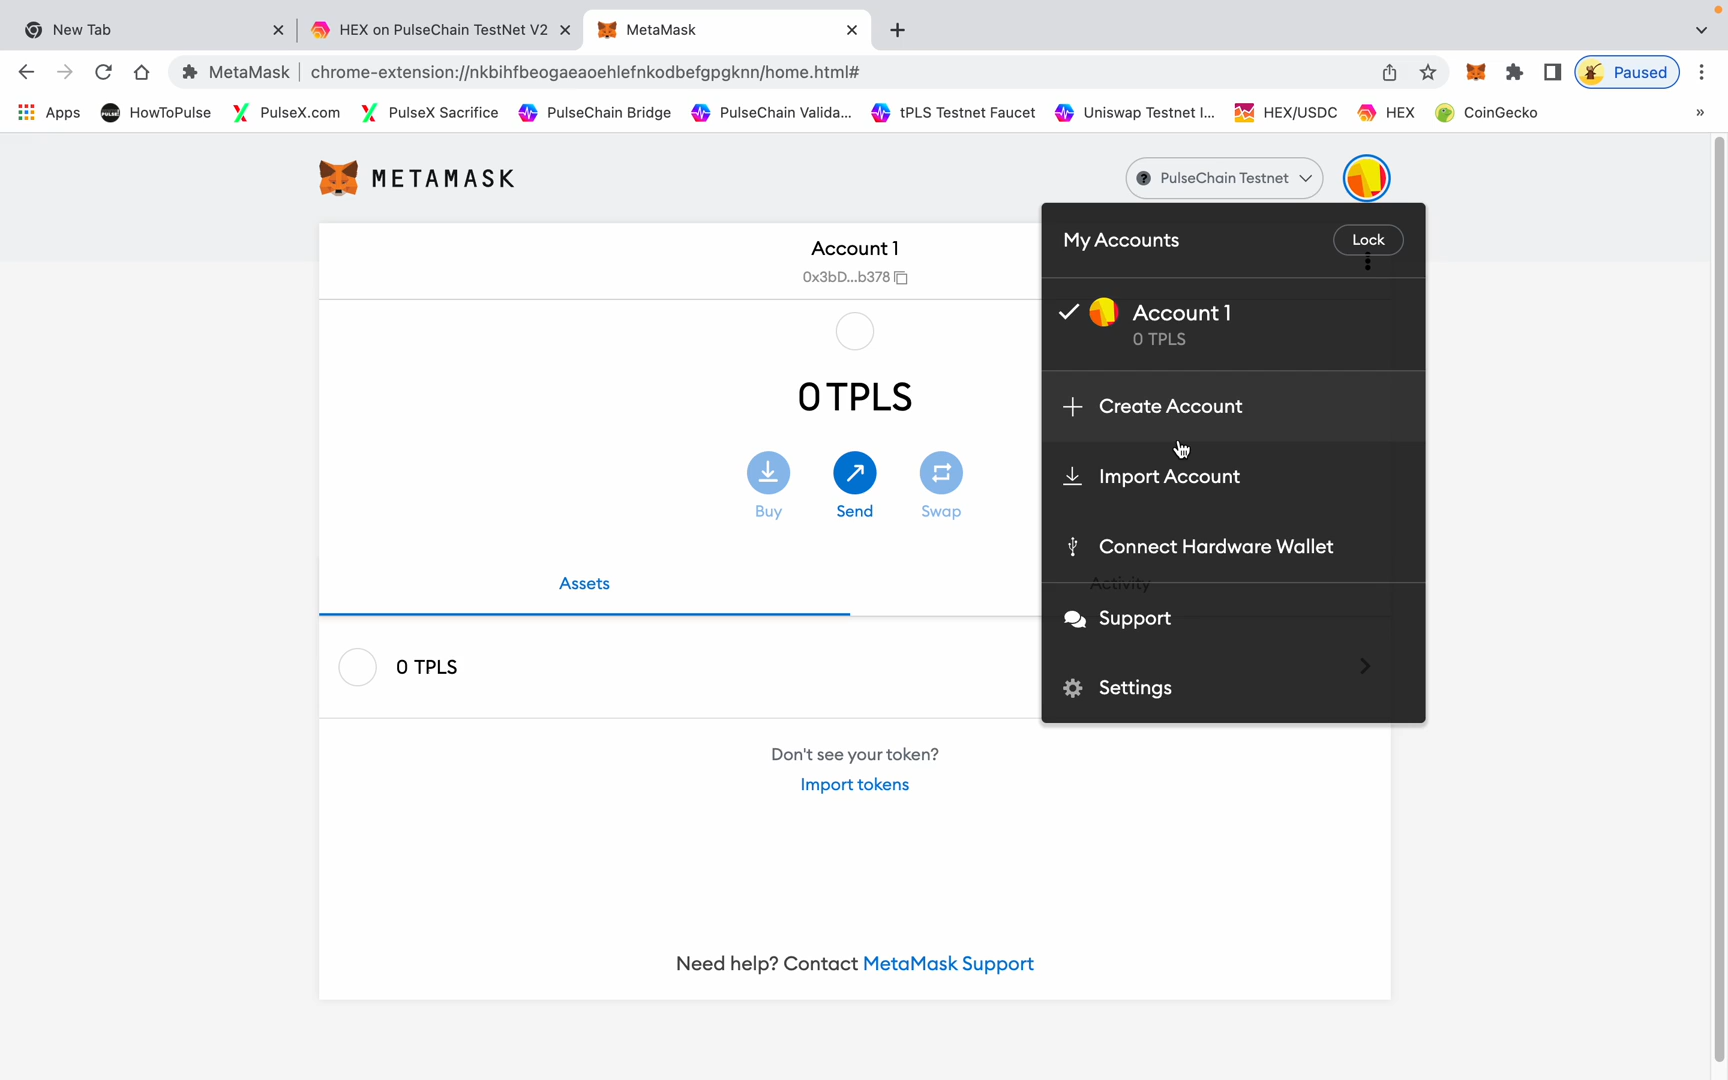 New Tab
HEX on PulseChain TestNet V2
MetaMask
MetaMask
chrome-extension://nkbihfbeogaeaoehlefnkodbefgpgknn/home.html#
Paused
Apps
HowToPulse
PulseX.com
PulseX Sacrifice
PulseChain Bridge
PulseChain Valida...
tPLS Testnet Faucet
Uniswap Testnet I...
HEX/USDC
HEX
CoinGecko
»
METAMASK
PulseChain Testnet
Account 1
0x3bD...b378
0 TPLS
Buy
Send
Swap
Assets
Activity
0 TPLS
Don't see your token?
Import tokens
Need help? Contact MetaMask Support
My Accounts
Lock
Account 1
0 TPLS
Create Account
Import Account
Connect Hardware Wallet
Support
Settings